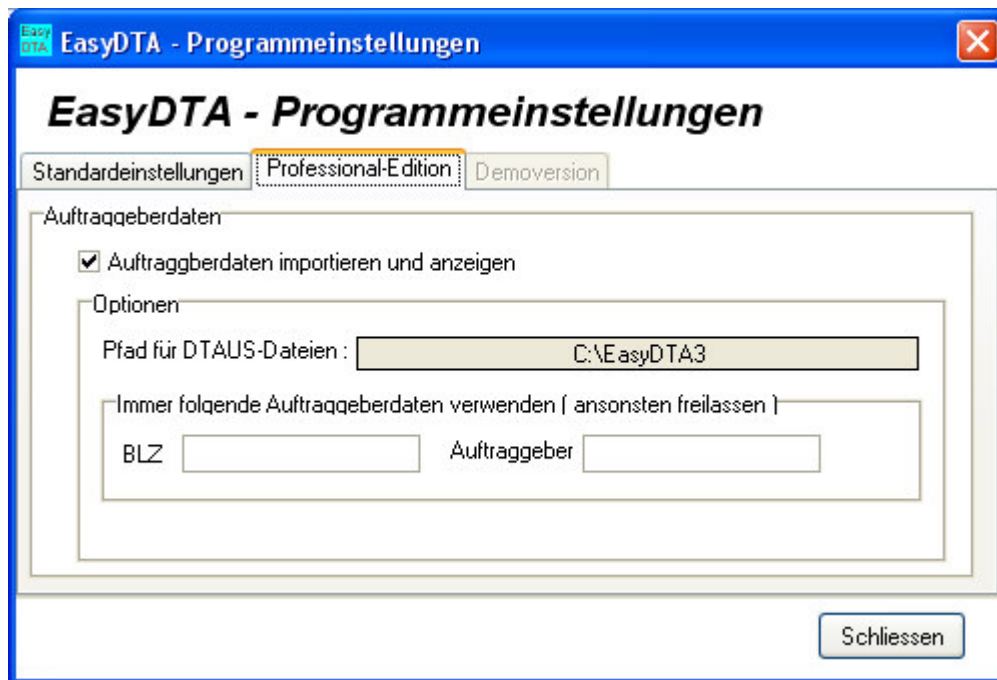 Easy
DTA
EasyDTA - Programmeinstellungen
EasyDTA - Programmeinstellungen
Standardeinstellungen Professional-Edition Demoversion
Auftraggeberdaten
Auftraggberdaten importieren und anzeigen
Optionen
Pfad für DTAUS-Dateien : C:\EasyDTA3
Immer folgende Auftraggeberdaten verwenden ( ansonsten freilassen )
BLZ Auftraggeber
Schliessen